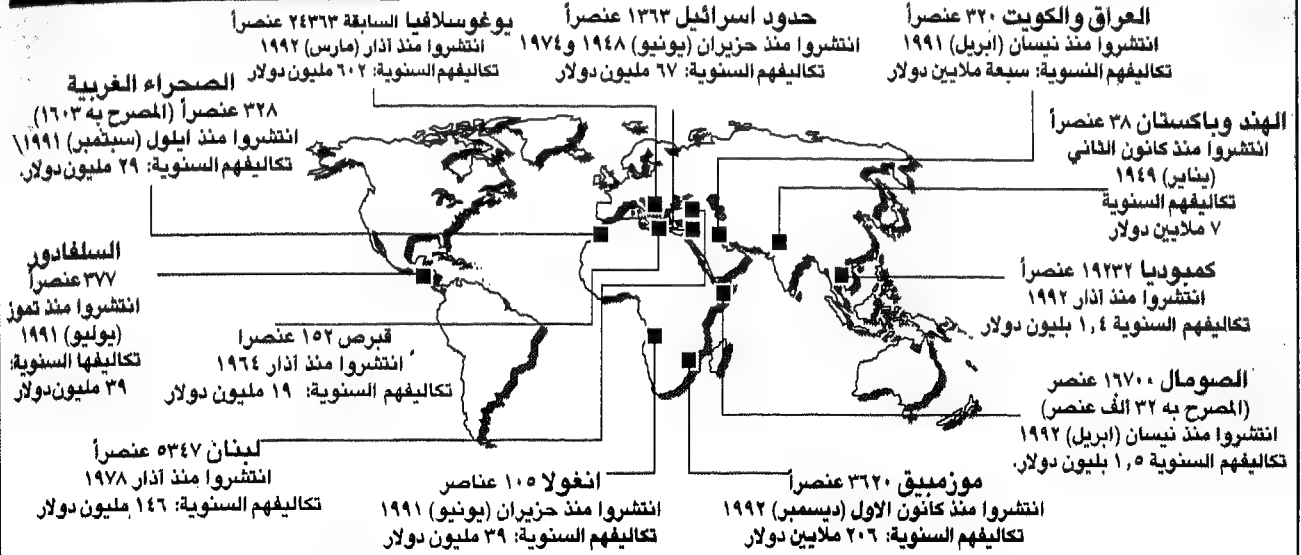 العراق والكويت ٣٢٠ عنصراً
انتشروا منذ نيسان (ابريل) ١٩٩١
تكاليفهم النسوية: سبعة ملايين دولار
حدود اسرائيل ١٣٦٣ عنصراً
انتشروا منذ حزيران (يونيو) ١٩٤٨ و١٩٧٤
تكاليفهم السنوية: ٦٧ مليون دولار
يوغوسلافيا السابقة ٢٤٣٦٣ عنصراً
انتشروا منذ آذار (مارس) ١٩٩٢
تكاليفهم السنوية: ٦٠٢ مليون دولار
الصحراء الغربية
٣٢٨ عنصراً (المصرح به ١٦٠٣)
انتشروا منذ ايلول (سبتمبر) ١٩٩١\
تكاليفهم السنوية: ٢٩ مليون دولار.
الهند وباكستان ٣٨ عنصراً
انتشروا منذ كانون الثاني
(يناير) ١٩٤٩
تكاليفهم السنوية
٧ ملايين دولار
السلفادور
٣٧٧ عنصراً
انتشروا منذ تموز
(يوليو) ١٩٩١
تكاليفها السنوية:
٣٩ مليون دولار
كمبوديا ١٩٢٣٢ عنصراً
انتشروا منذ آذار ١٩٩٢
تكاليفهم السنوية ١,٤ بليون دولار
قبرص ١٥٢ عنصرا
انتشروا منذ آذار ١٩٦٤
تكاليفهم السنوية: ١٩ مليون دولار
الصومال ١٦٧٠٠ عنصر
(المصرح به ٣٢ ألف عنصر)
انتشروا منذ نيسان (ابريل) ١٩٩٢
تكاليفهم السنوية ١,٥ بليون دولار.
لبنان ٥٣٤٧ عنصراً
انتشروا منذ آذار ١٩٧٨
تكاليفهم السنوية: ١٤٦ مليون دولار
انغولا ١٠٥ عناصر
انتشروا منذ حزيران (يونيو) ١٩٩١
تكاليفهم السنوية: ٣٩ مليون دولار
موزمبيق ٣٦٢٠ عنصراً
انتشروا منذ كانون الاول (ديسمبر) ١٩٩٢
تكاليفهم السنوية: ٢٠٦ ملايين دولار